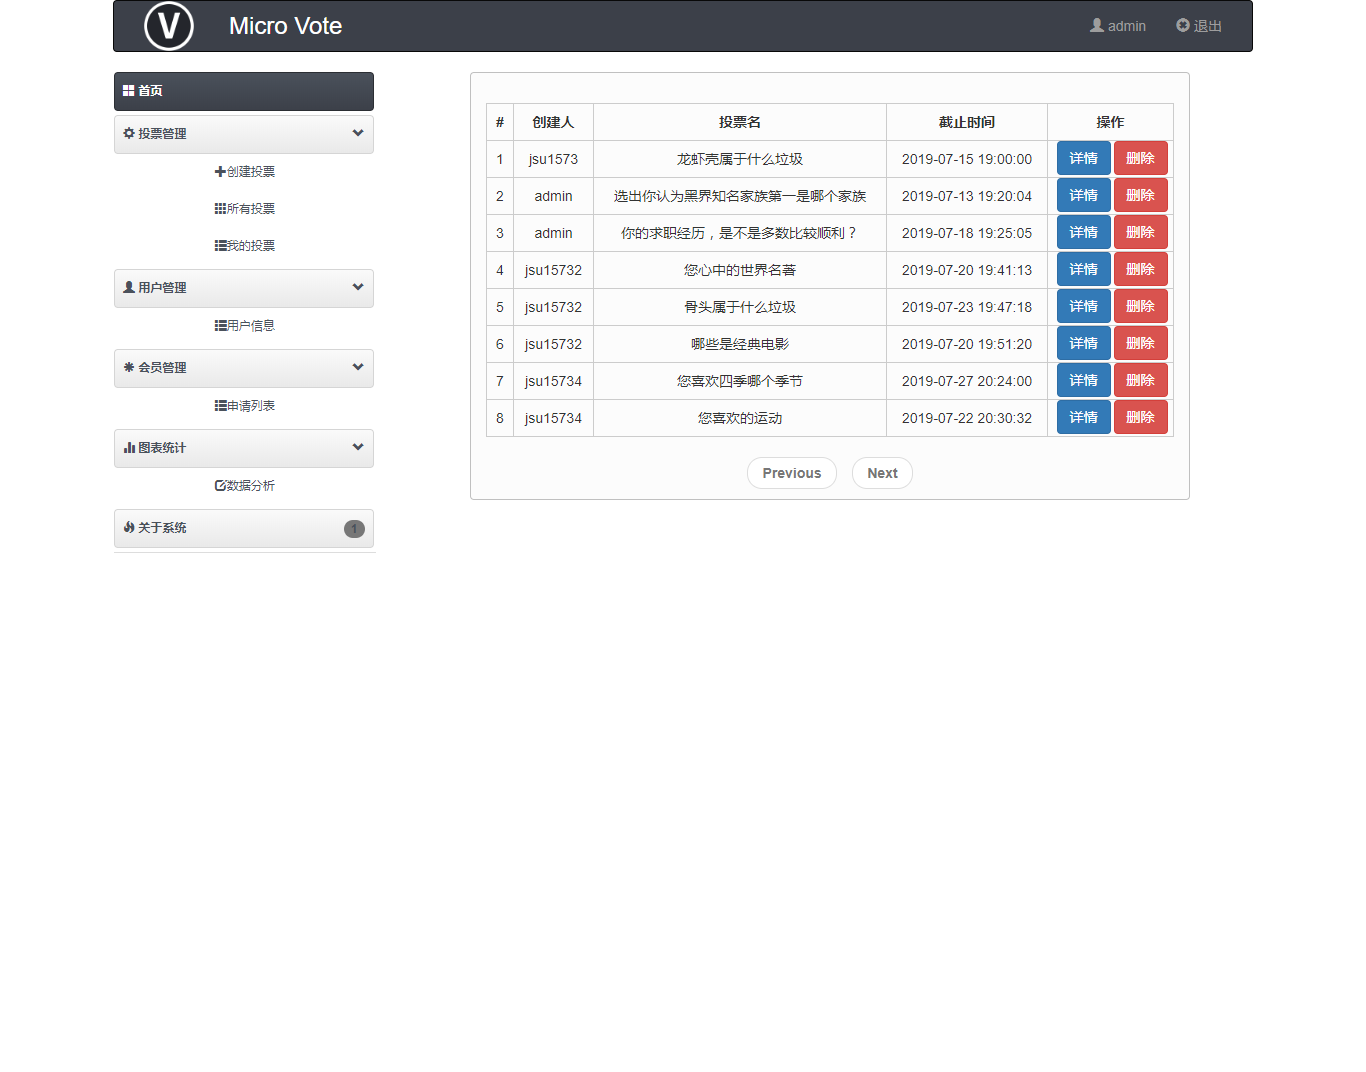 V Micro Vote admin 退出
首页
投票管理
创建投票
所有投票
我的投票
用户管理
用户信息
会员管理
申请列表
图表统计
数据分析
关于系统 1
# 创建人 投票名 截止时间 操作
1 jsu1573 龙虾壳属于什么垃圾 2019-07-15 19:00:00 详情 删除
2 admin 选出你认为黑界知名家族第一是哪个家族 2019-07-13 19:20:04 详情 删除
3 admin 你的求职经历，是不是多数比较顺利？ 2019-07-18 19:25:05 详情 删除
4 jsu15732 您心中的世界名著 2019-07-20 19:41:13 详情 删除
5 jsu15732 骨头属于什么垃圾 2019-07-23 19:47:18 详情 删除
6 jsu15732 哪些是经典电影 2019-07-20 19:51:20 详情 删除
7 jsu15734 您喜欢四季哪个季节 2019-07-27 20:24:00 详情 删除
8 jsu15734 您喜欢的运动 2019-07-22 20:30:32 详情 删除
Previous Next